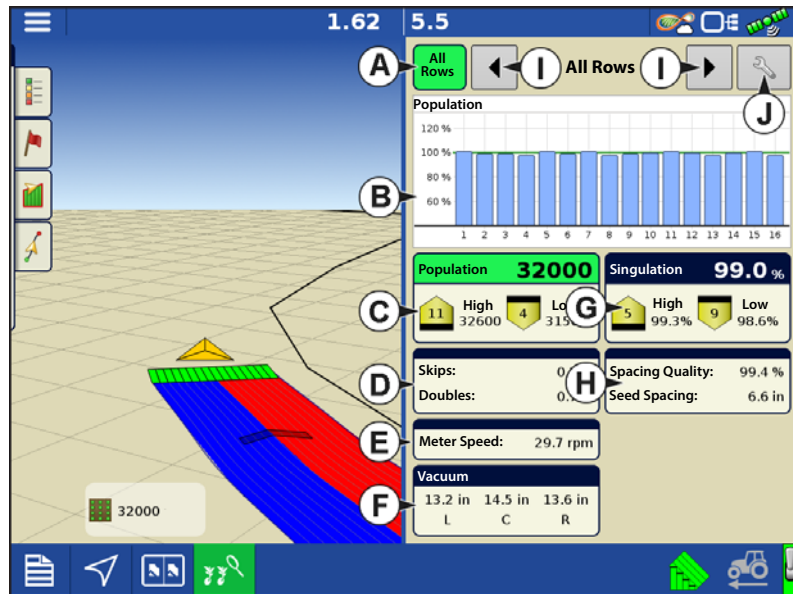 1.62 5.5
A All Rows I All Rows I
J
Population
120 %
100 %
80 %
60 %
B
1 2 3 4 5 6 7 8 9 10 11 12 13 14 15 16
Population 32000
C 11 High 32600 4
Singulation 99.0 %
G 5 High 99.3% 9 Low 98.6%
D Skips:
Doubles:
H Spacing Quality: 99.4 %
Seed Spacing: 6.6 in
E Meter Speed: 29.7 rpm
Vacuum
F 13.2 in 14.5 in 13.6 in
L C R
32000